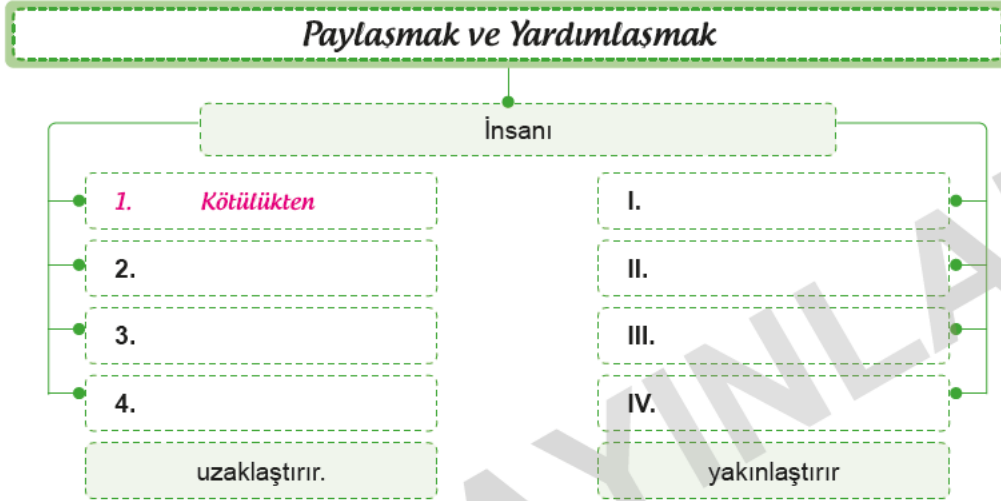 Paylaşmak ve Yardımlaşmak
İnsanı
1. Kötülükten
2.
3.
4.
uzaklaştırır.
I.
II.
III.
IV.
yakınlaştırır